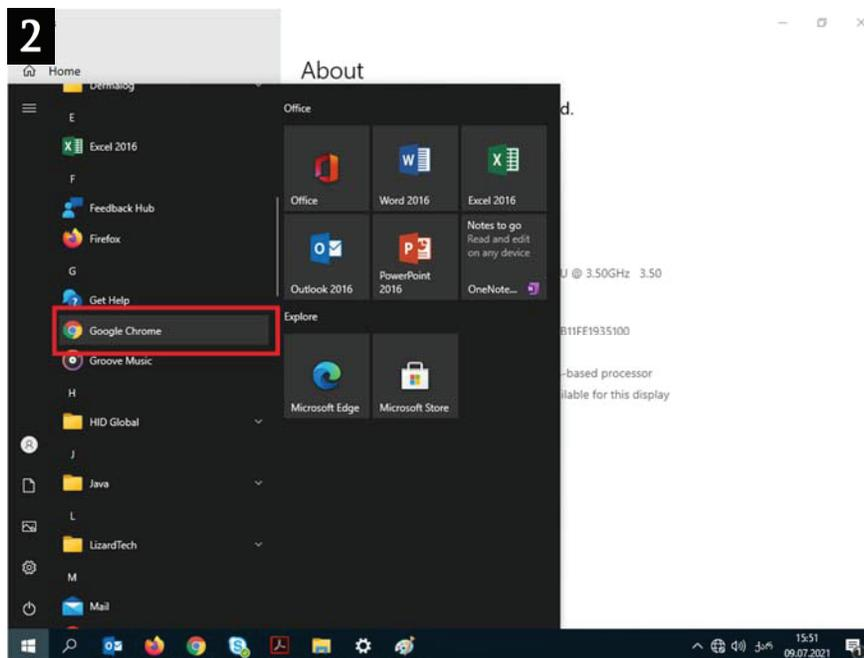 2
Home
About
d.
Dermalog
E
Excel 2016
F
Feedback Hub
Firefox
G
Get Help
Google Chrome
Groove Music
H
HID Global
J
Java
L
LizardTech
M
Mail
Office
Office
Word 2016
Excel 2016
Outlook 2016
PowerPoint
2016
Notes to go
Read and edit
on any device
OneNote...
Explore
Microsoft Edge
Microsoft Store
U @ 3.50GHz 3.50
B11FE1935100
-based processor
ilable for this display
ქარ
15:51
09.07.2021